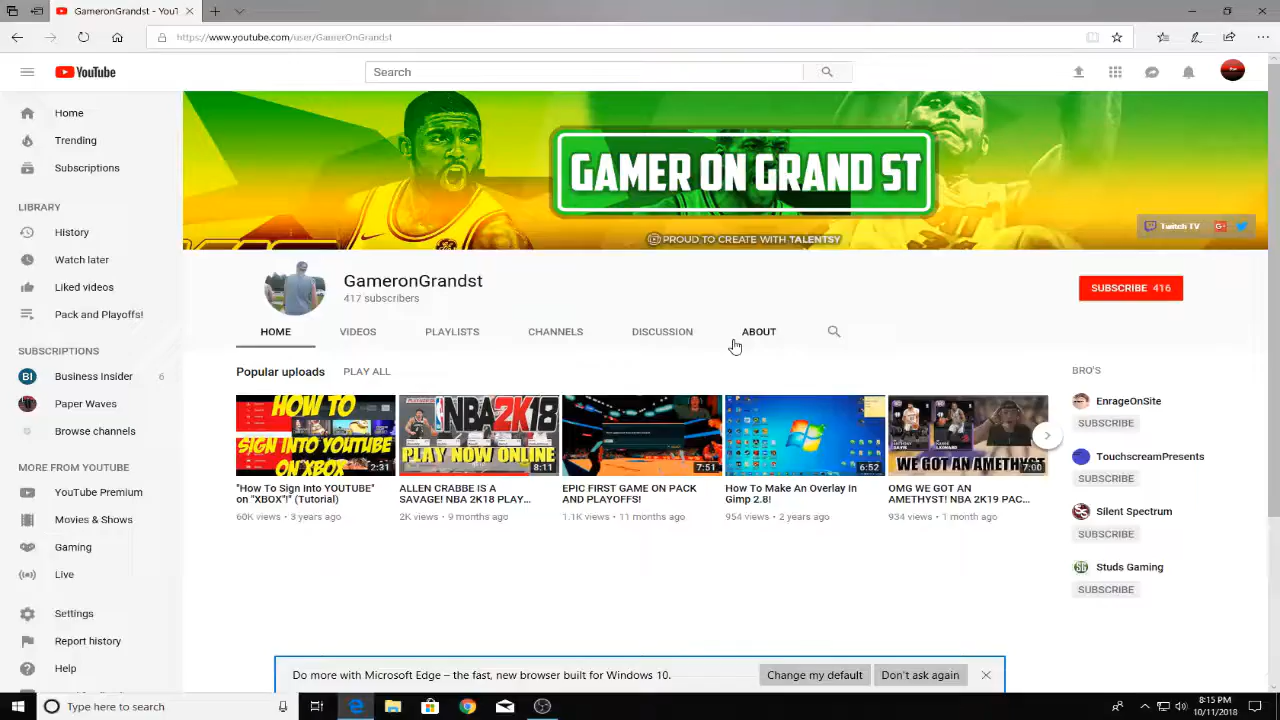 GameronGrandst - YouT
https://www.youtube.com/user/GamerOnGrandst
YouTube
Search
Home
Trending
Subscriptions
LIBRARY
History
Watch later
Liked videos
Pack and Playoffs!
SUBSCRIPTIONS
Business Insider 6
Paper Waves
Browse channels
MORE FROM YOUTUBE
YouTube Premium
Movies & Shows
Gaming
Live
Settings
Report history
Help
GAMER ON GRAND ST
PROUD TO CREATE WITH TALENTSY
Twitch TV
GameronGrandst
417 subscribers
SUBSCRIBE 416
HOME VIDEOS PLAYLISTS CHANNELS DISCUSSION ABOUT
Popular uploads PLAY ALL
HOW TO
SIGN INTO YOUTUBE
ON XBOX
2:31
"How To Sign Into YOUTUBE"
on "XBOX"!" (Tutorial)
60K views • 3 years ago
NBA2K18
PLAY NOW ONLINE
8:11
ALLEN CRABBE IS A
SAVAGE! NBA 2K18 PLAY...
2K views • 9 months ago
7:51
EPIC FIRST GAME ON PACK
AND PLAYOFFS!
1.1K views • 11 months ago
6:52
How To Make An Overlay In
Gimp 2.8!
954 views • 2 years ago
WE GOT AN AMETHYST
7:00
OMG WE GOT AN
AMETHYST! NBA 2K19 PAC...
934 views • 1 month ago
BRO'S
EnrageOnSite
SUBSCRIBE
TouchscreamPresents
SUBSCRIBE
Silent Spectrum
SUBSCRIBE
Studs Gaming
SUBSCRIBE
Do more with Microsoft Edge – the fast, new browser built for Windows 10. Change my default Don't ask again
Type here to search
8:15 PM
10/11/2018